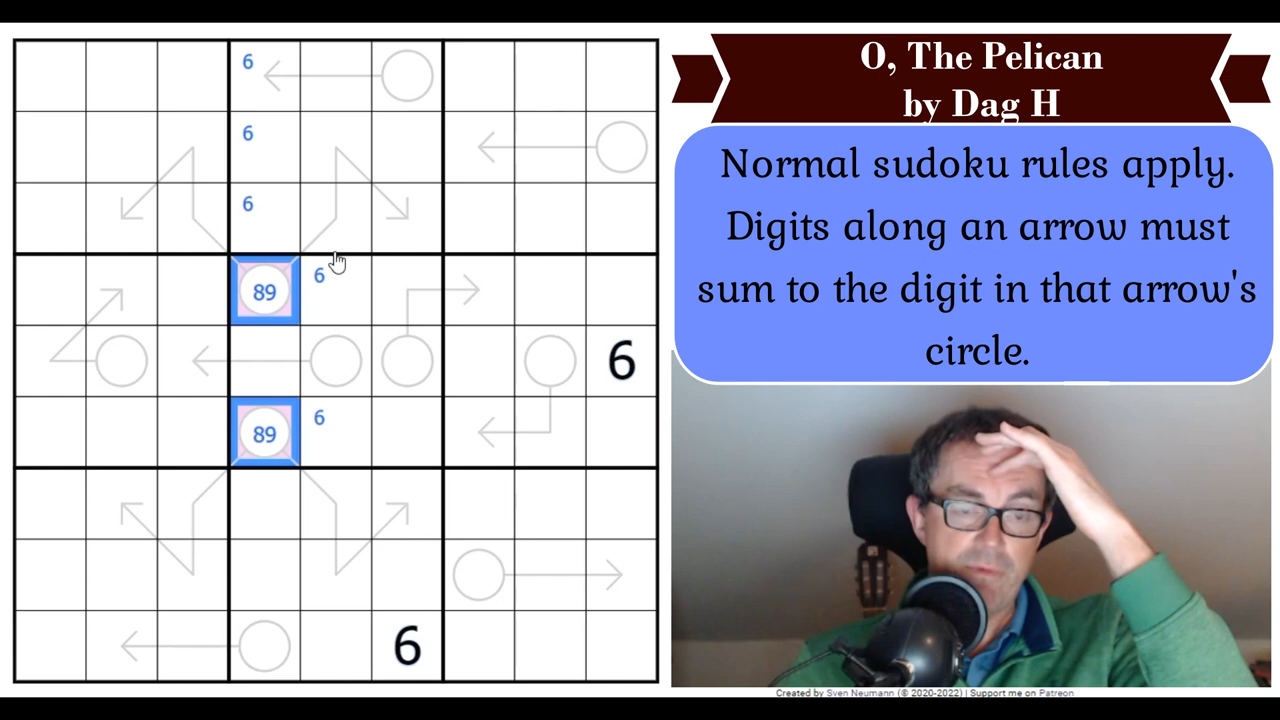 O, The Pelican
by Dag H
Normal sudoku rules apply.
Digits along an arrow must
sum to the digit in that arrow's
circle.
6
6
6
89 6
6
89 6
6
Created by Sven Neumann (© 2020-2022) | Support me on Patreon